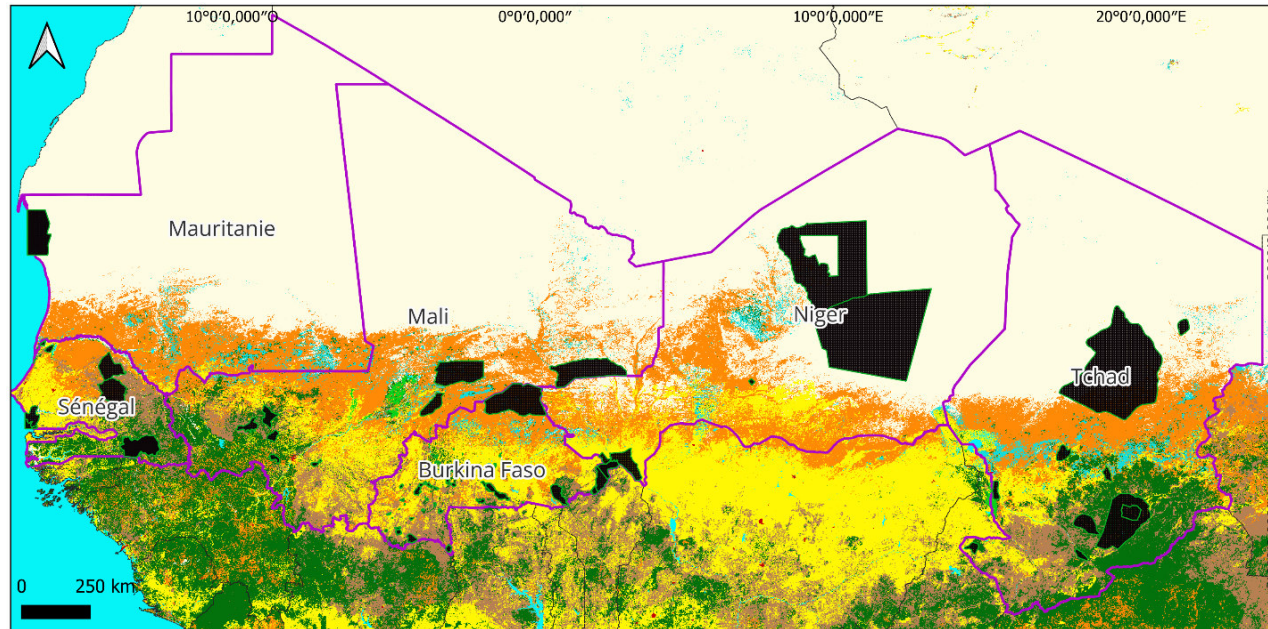 10°0′0,000″O 0°0′0,000″ 10°0′0,000″E 20°0′0,000″E
Mauritanie
Mali
Niger
Tchad
Sénégal
Burkina Faso
0 250 km